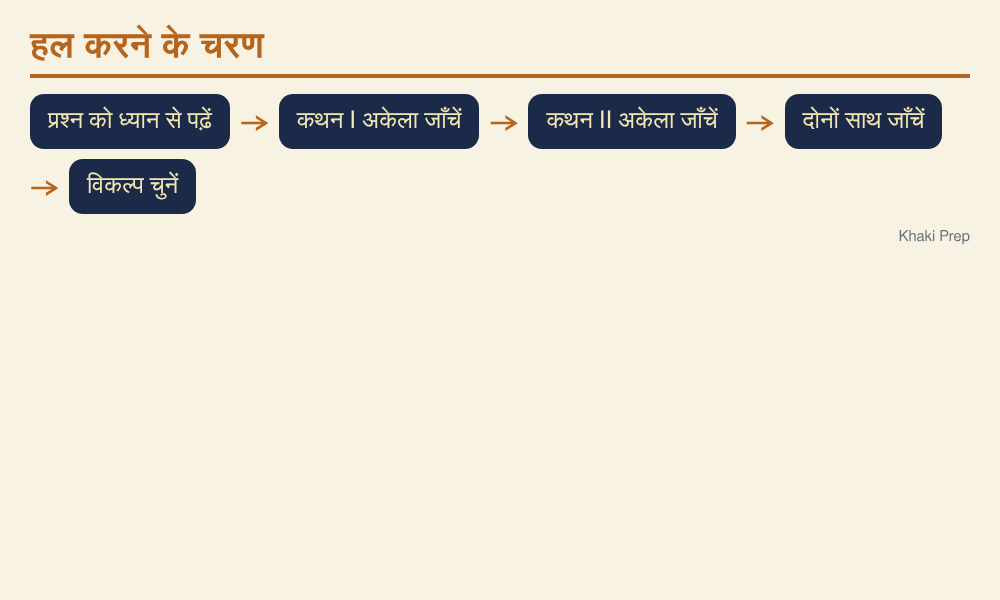 हल करने के चरण
प्रश्न को ध्यान से पढ़ें → कथन I अकेला जाँचें → कथन II अकेला जाँचें → दोनों साथ जाँचें
→ विकल्प चुनें
Khaki Prep